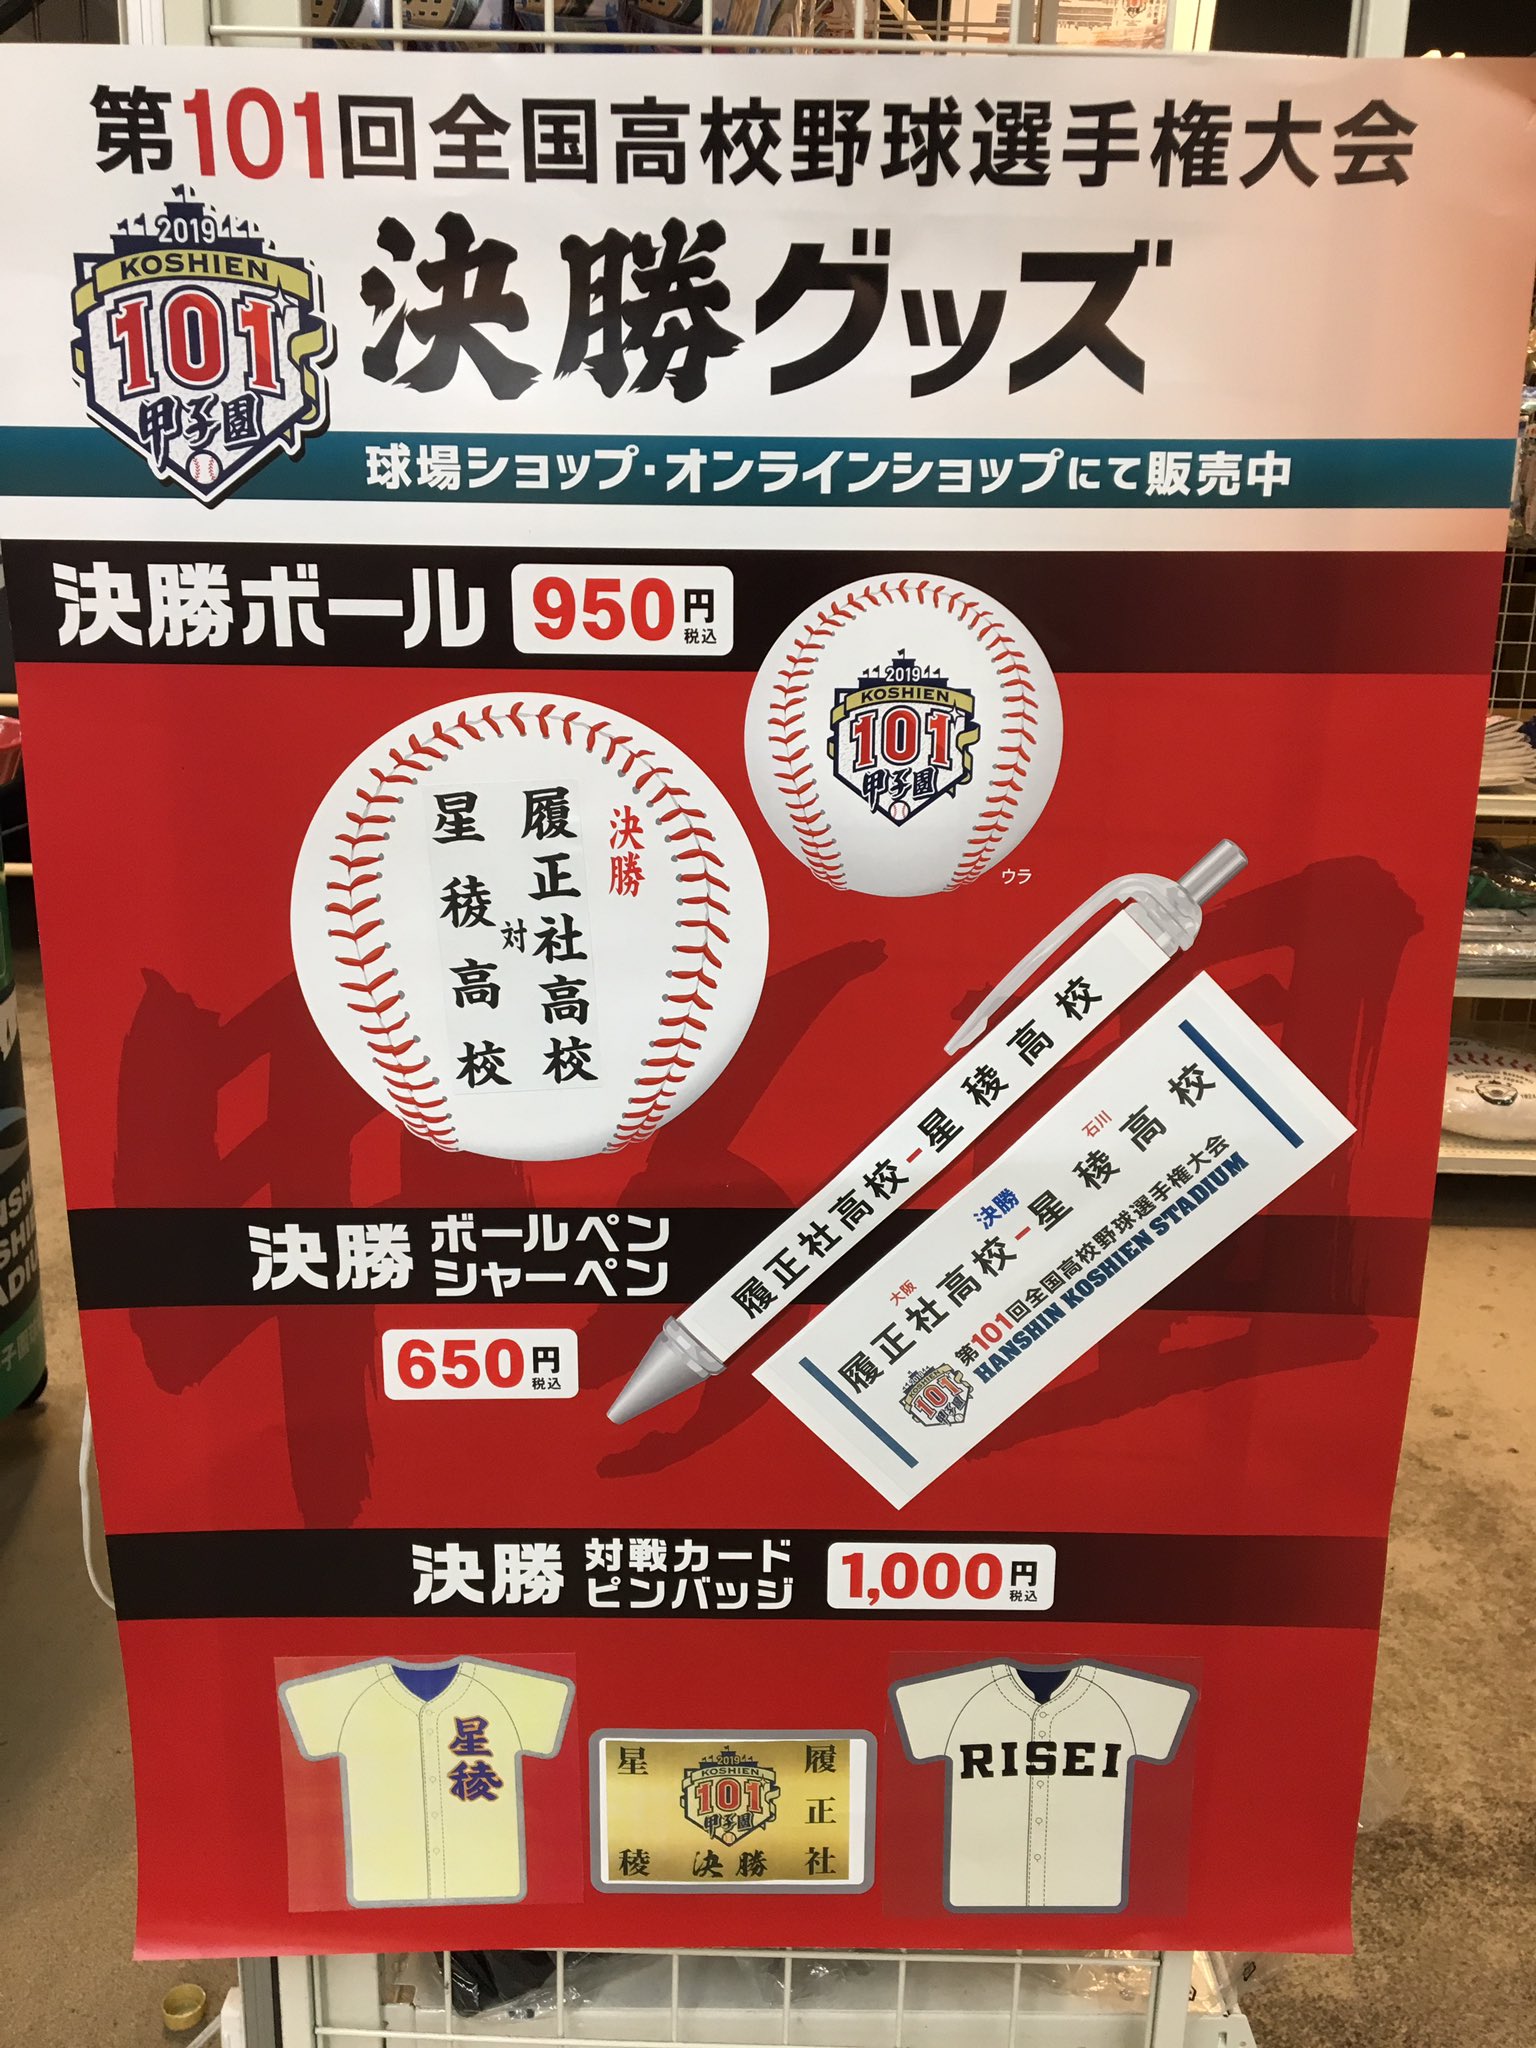 第101回全国高校野球選手権大会
2019
KOSHIEN
101
甲子園
決勝グッズ
球場ショップ・オンラインショップにて販売中
決勝ボール
950円
税込
2019
KOSHIEN
101
甲子園
ウラ
決勝
履正社高校
対
星稜高校
履正社高校-星稜高校
決勝
大阪
石川
履正社高校-星稜高校
第101回全国高校野球選手権大会
HANSHIN KOSHIEN STADIUM
KOSHIEN
101
甲子園
決勝
ボールペン
シャーペン
650円
税込
決勝
対戦カード
ピンバッジ
1,000円
税込
星稜
星稜
2019
KOSHIEN
101
甲子園
決勝
履正社
RISEI